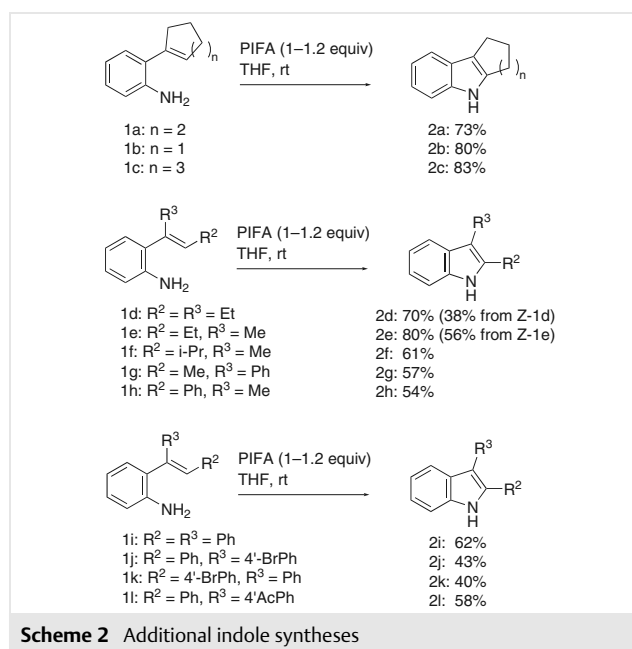 ( )n
NH2
PIFA (1–1.2 equiv)
THF, rt
( )n
N
H
1a: n = 2
1b: n = 1
1c: n = 3
2a: 73%
2b: 80%
2c: 83%
R3
R2
NH2
PIFA (1–1.2 equiv)
THF, rt
R3
R2
N
H
1d: R2 = R3 = Et
1e: R2 = Et, R3 = Me
1f: R2 = i-Pr, R3 = Me
1g: R2 = Me, R3 = Ph
1h: R2 = Ph, R3 = Me
2d: 70% (38% from Z-1d)
2e: 80% (56% from Z-1e)
2f: 61%
2g: 57%
2h: 54%
R3
R2
NH2
PIFA (1–1.2 equiv)
THF, rt
R3
R2
N
H
1i: R2 = R3 = Ph
1j: R2 = Ph, R3 = 4'-BrPh
1k: R2 = 4'-BrPh, R3 = Ph
1l: R2 = Ph, R3 = 4'AcPh
2i: 62%
2j: 43%
2k: 40%
2l: 58%
Scheme 2 Additional indole syntheses